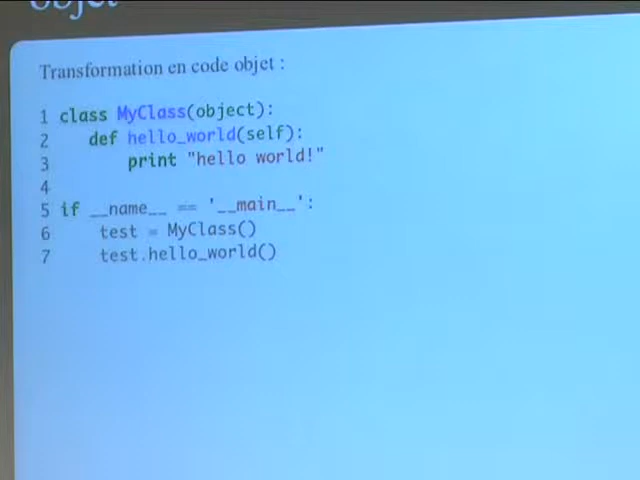 objet
Transformation en code objet :
1 class MyClass(object):
2 def hello_world(self):
3 print "hello world!"
4
5 if __name__ == '__main__':
6 test = MyClass()
7 test.hello_world()